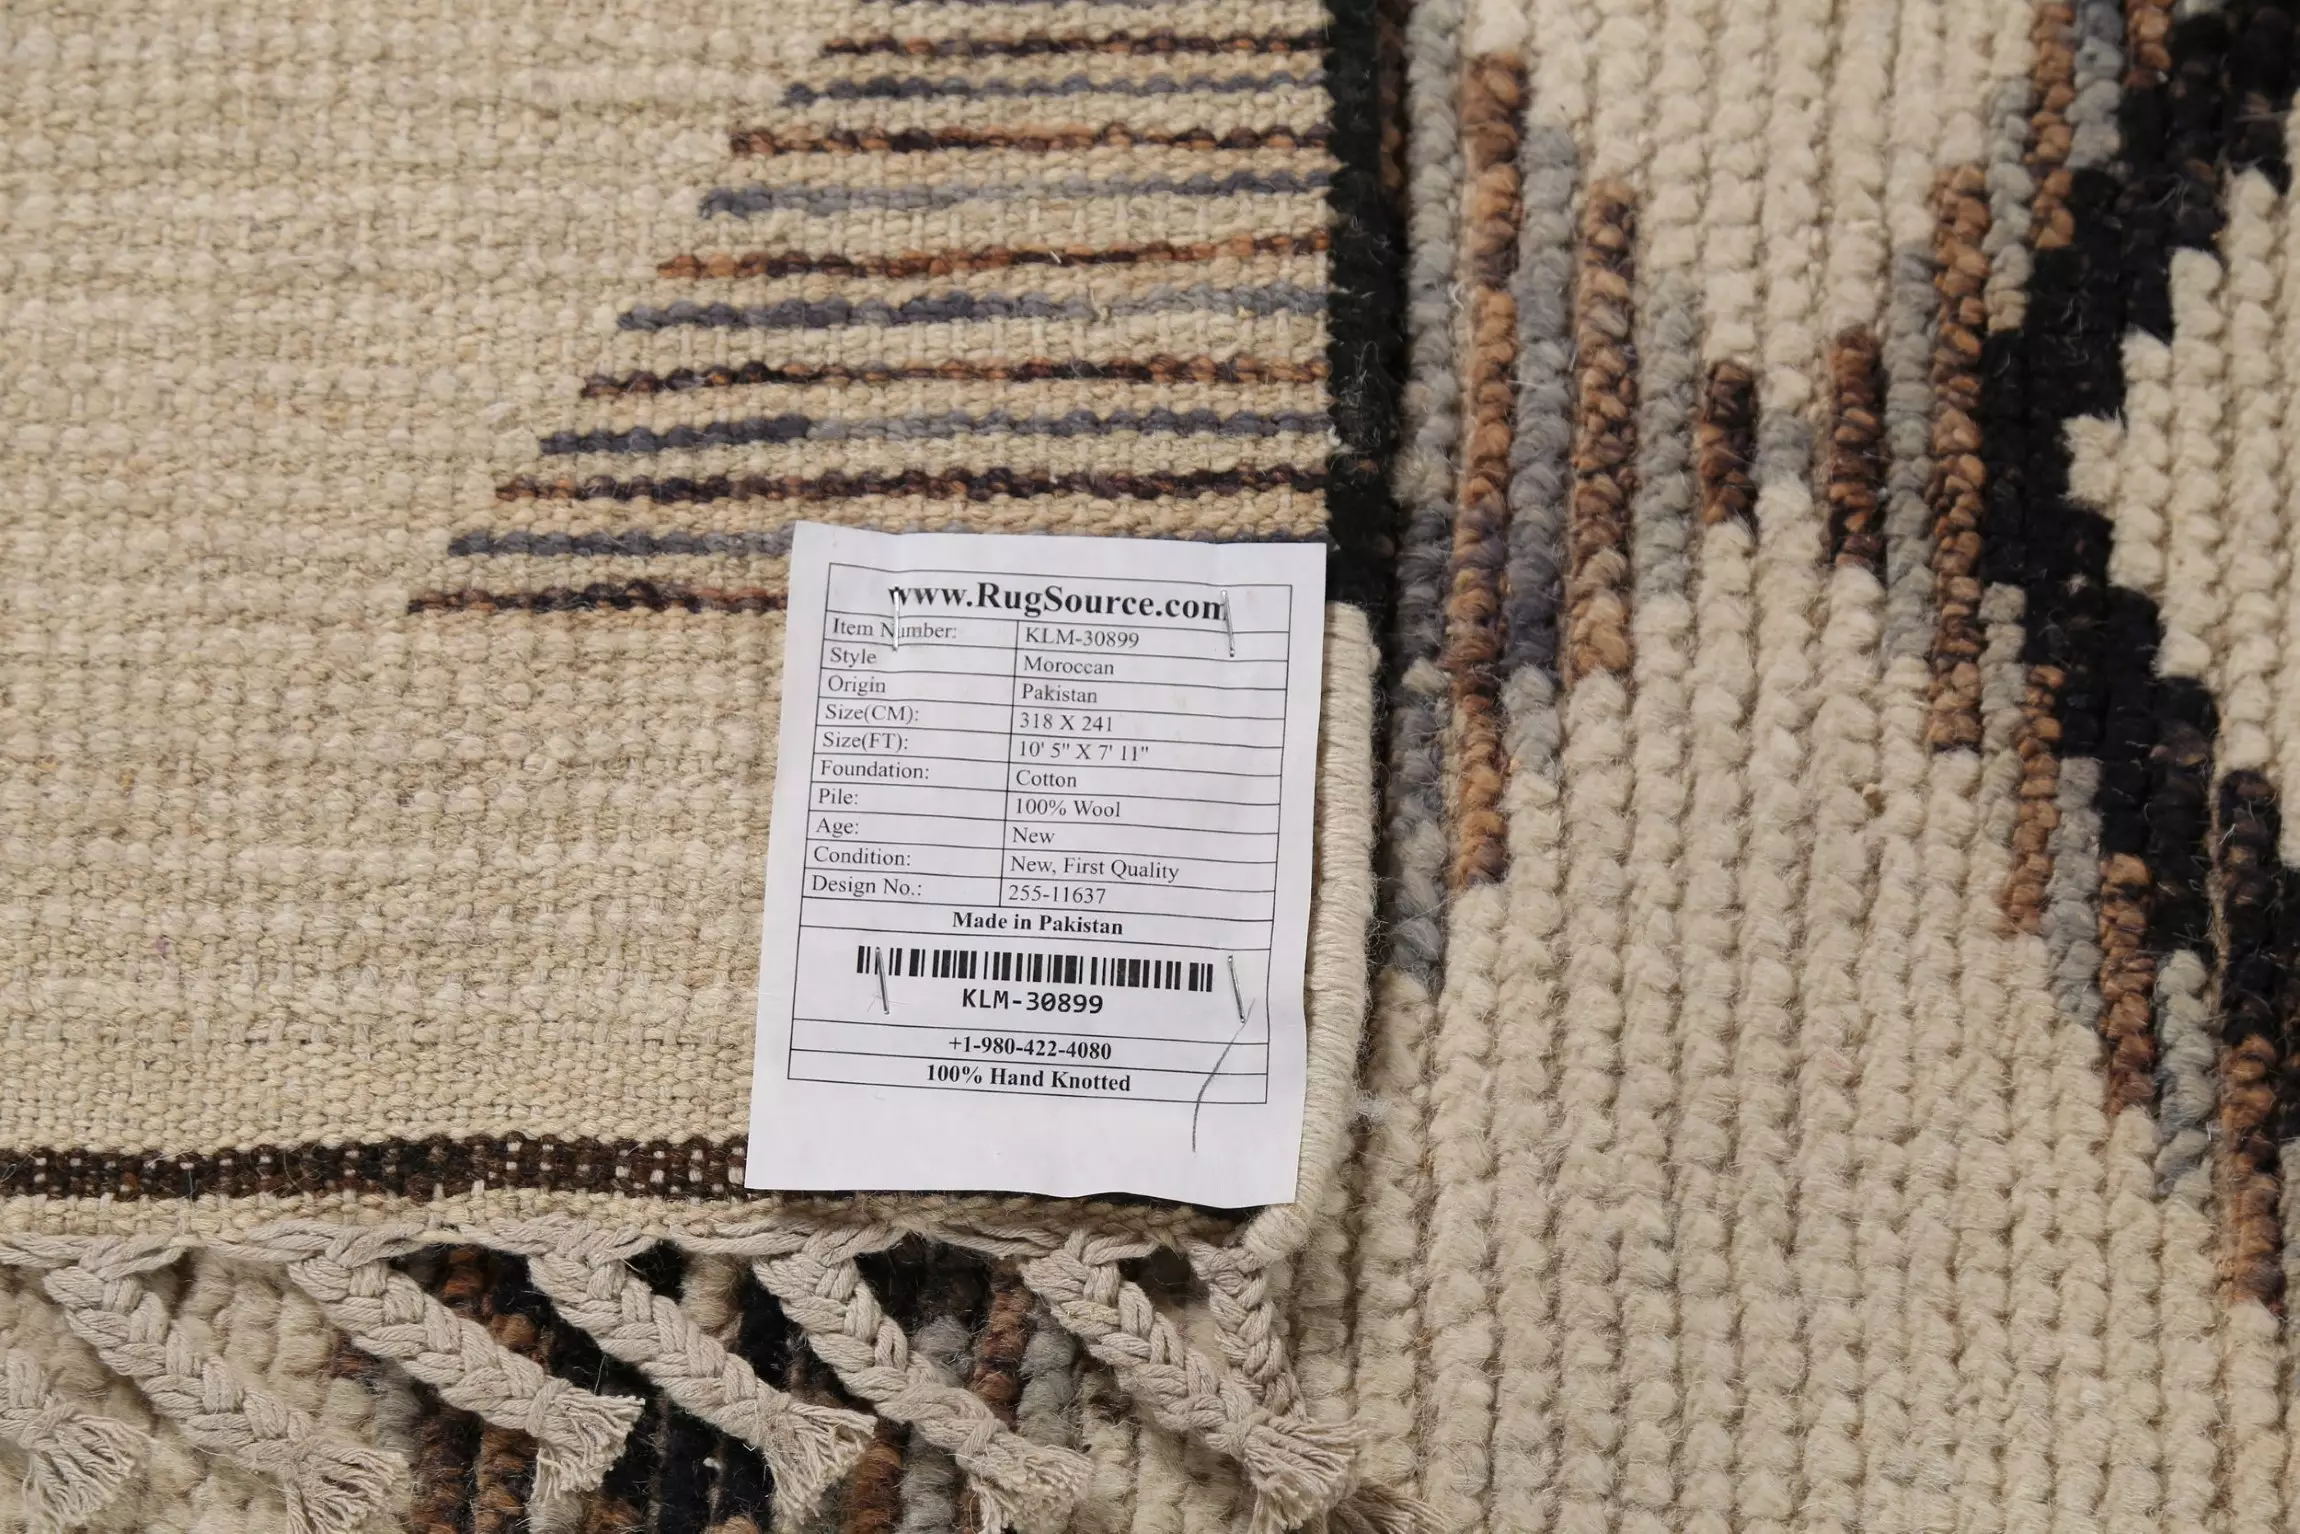 www.RugSource.com
Item Number: KLM-30899
Style Moroccan
Origin Pakistan
Size(CM): 318 X 241
Size(FT): 10' 5" X 7' 11"
Foundation: Cotton
Pile: 100% Wool
Age: New
Condition: New, First Quality
Design No.: 255-11637
Made in Pakistan
KLM-30899
+1-980-422-4080
100% Hand Knotted